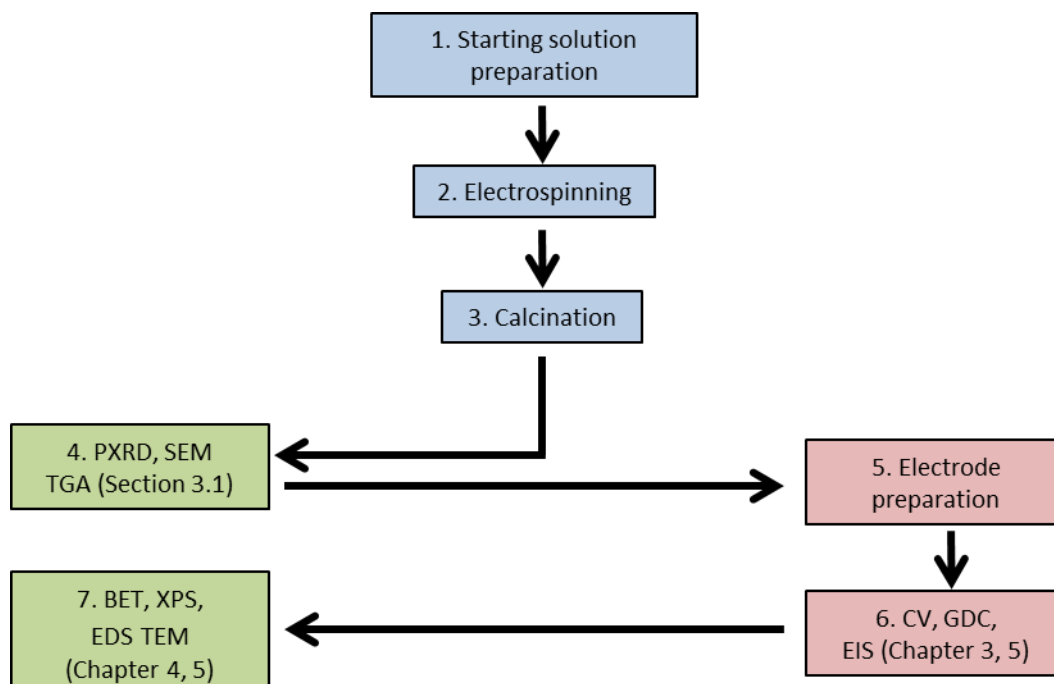 1. Starting solution
preparation
2. Electrospinning
3. Calcination
4. PXRD, SEM
TGA (Section 3.1)
5. Electrode
preparation
6. CV, GDC,
EIS (Chapter 3, 5)
7. BET, XPS,
EDS TEM
(Chapter 4, 5)